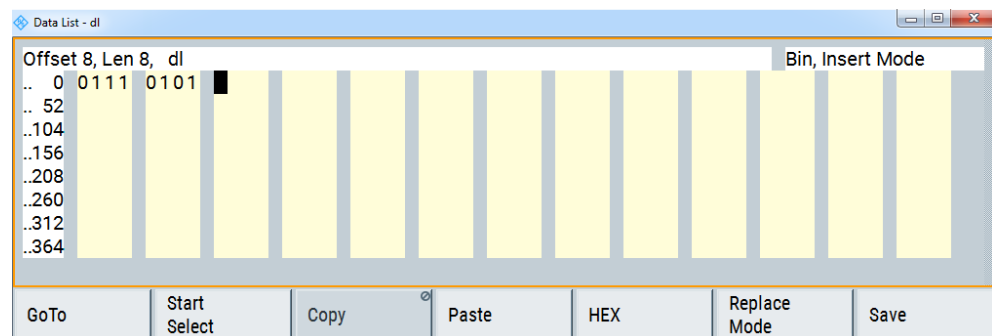 Data List - dl
Offset 8, Len 8, dl Bin, Insert Mode
.. 0 0111 0101
.. 52
..104
..156
..208
..260
..312
..364
GoTo Start Select Copy Paste HEX Replace Mode Save